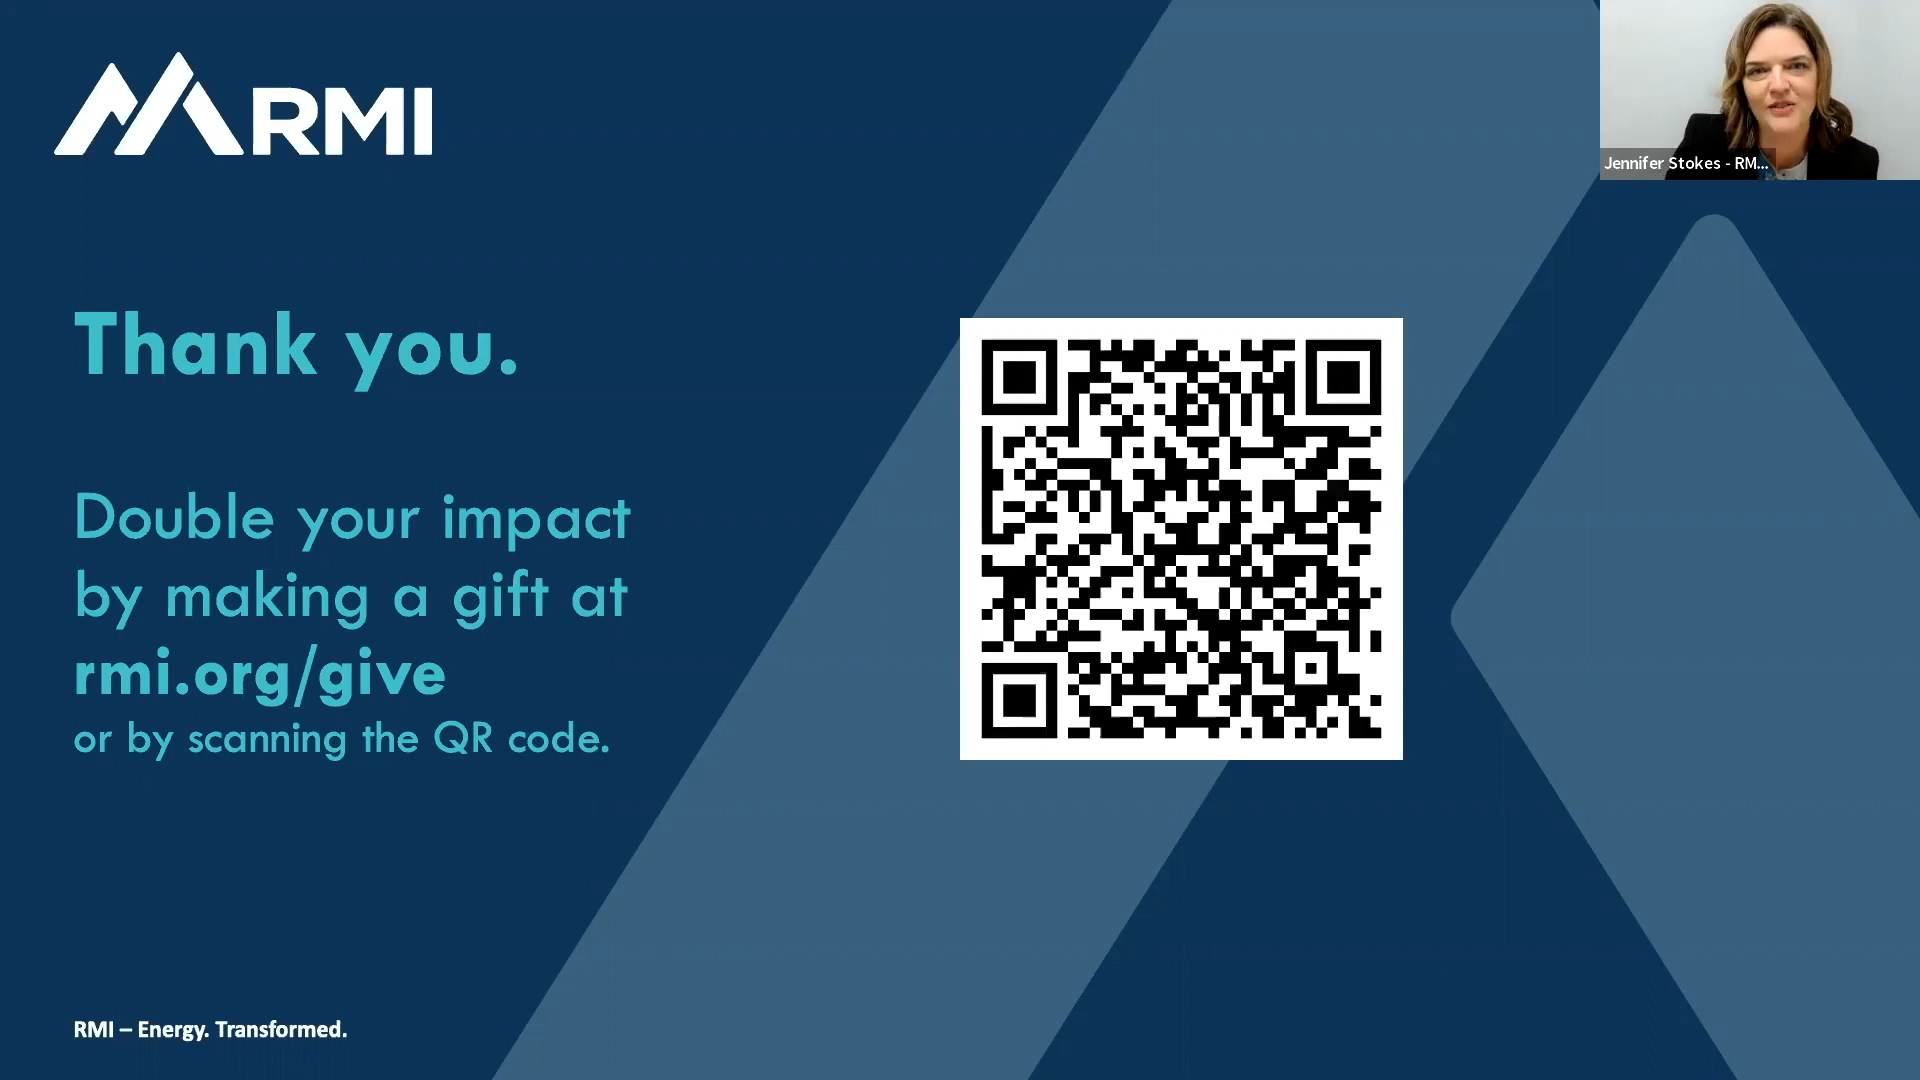 RMI
Jennifer Stokes - RM...
Thank you.
Double your impact
by making a gift at
rmi.org/give
or by scanning the QR code.
RMI – Energy. Transformed.